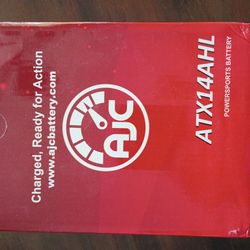 Charged, Ready for Action
www.ajcbattery.com
AJC
ATX14AHL
POWERSPORTS BATTERY